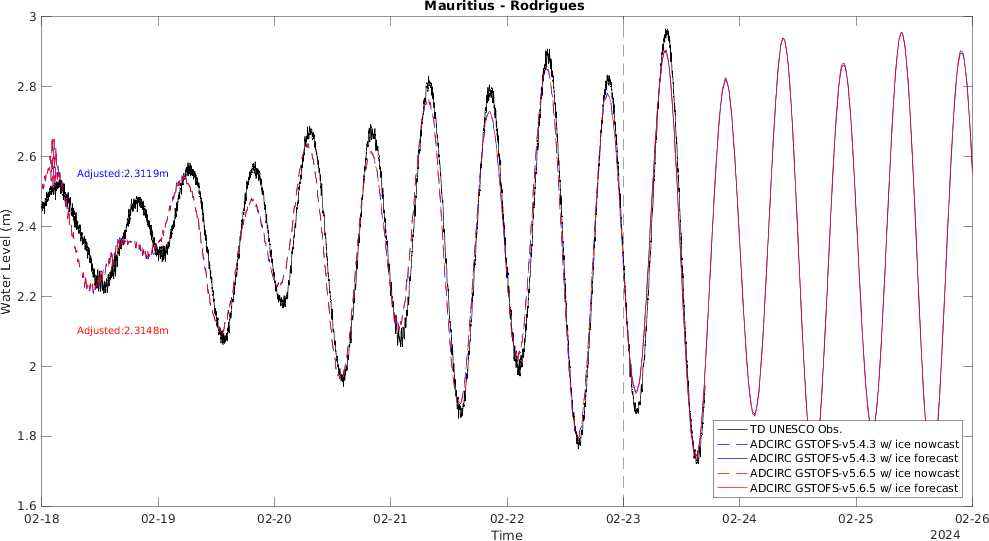 Mauritius - Rodrigues
3
2.8
2.6
2.4
2.2
2
1.8
1.6
Water Level (m)
Adjusted:2.3119m
Adjusted:2.3148m
TD UNESCO Obs.
ADCIRC GSTOFS-v5.4.3 w/ ice nowcast
ADCIRC GSTOFS-v5.4.3 w/ ice forecast
ADCIRC GSTOFS-v5.6.5 w/ ice nowcast
ADCIRC GSTOFS-v5.6.5 w/ ice forecast
02-18 02-19 02-20 02-21 02-22 02-23 02-24 02-25 02-26
Time
2024